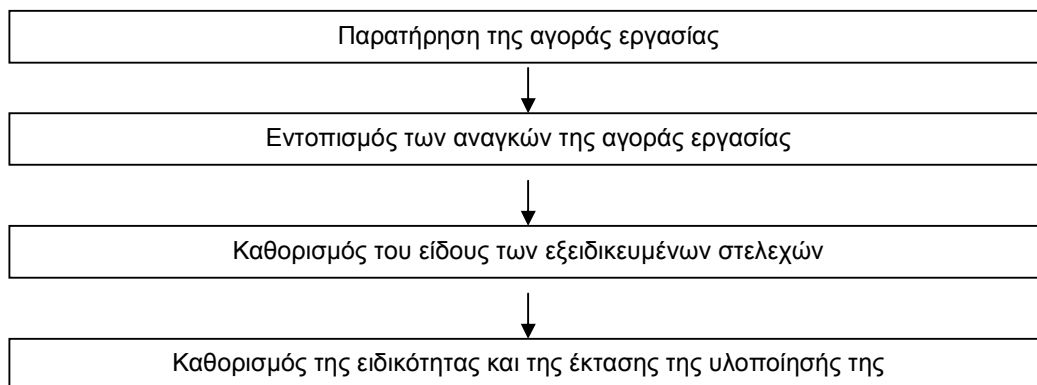 Παρατήρηση της αγοράς εργασίας
Εντοπισμός των αναγκών της αγοράς εργασίας
Καθορισμός του είδους των εξειδικευμένων στελεχών
Καθορισμός της ειδικότητας και της έκτασης της υλοποίησής της